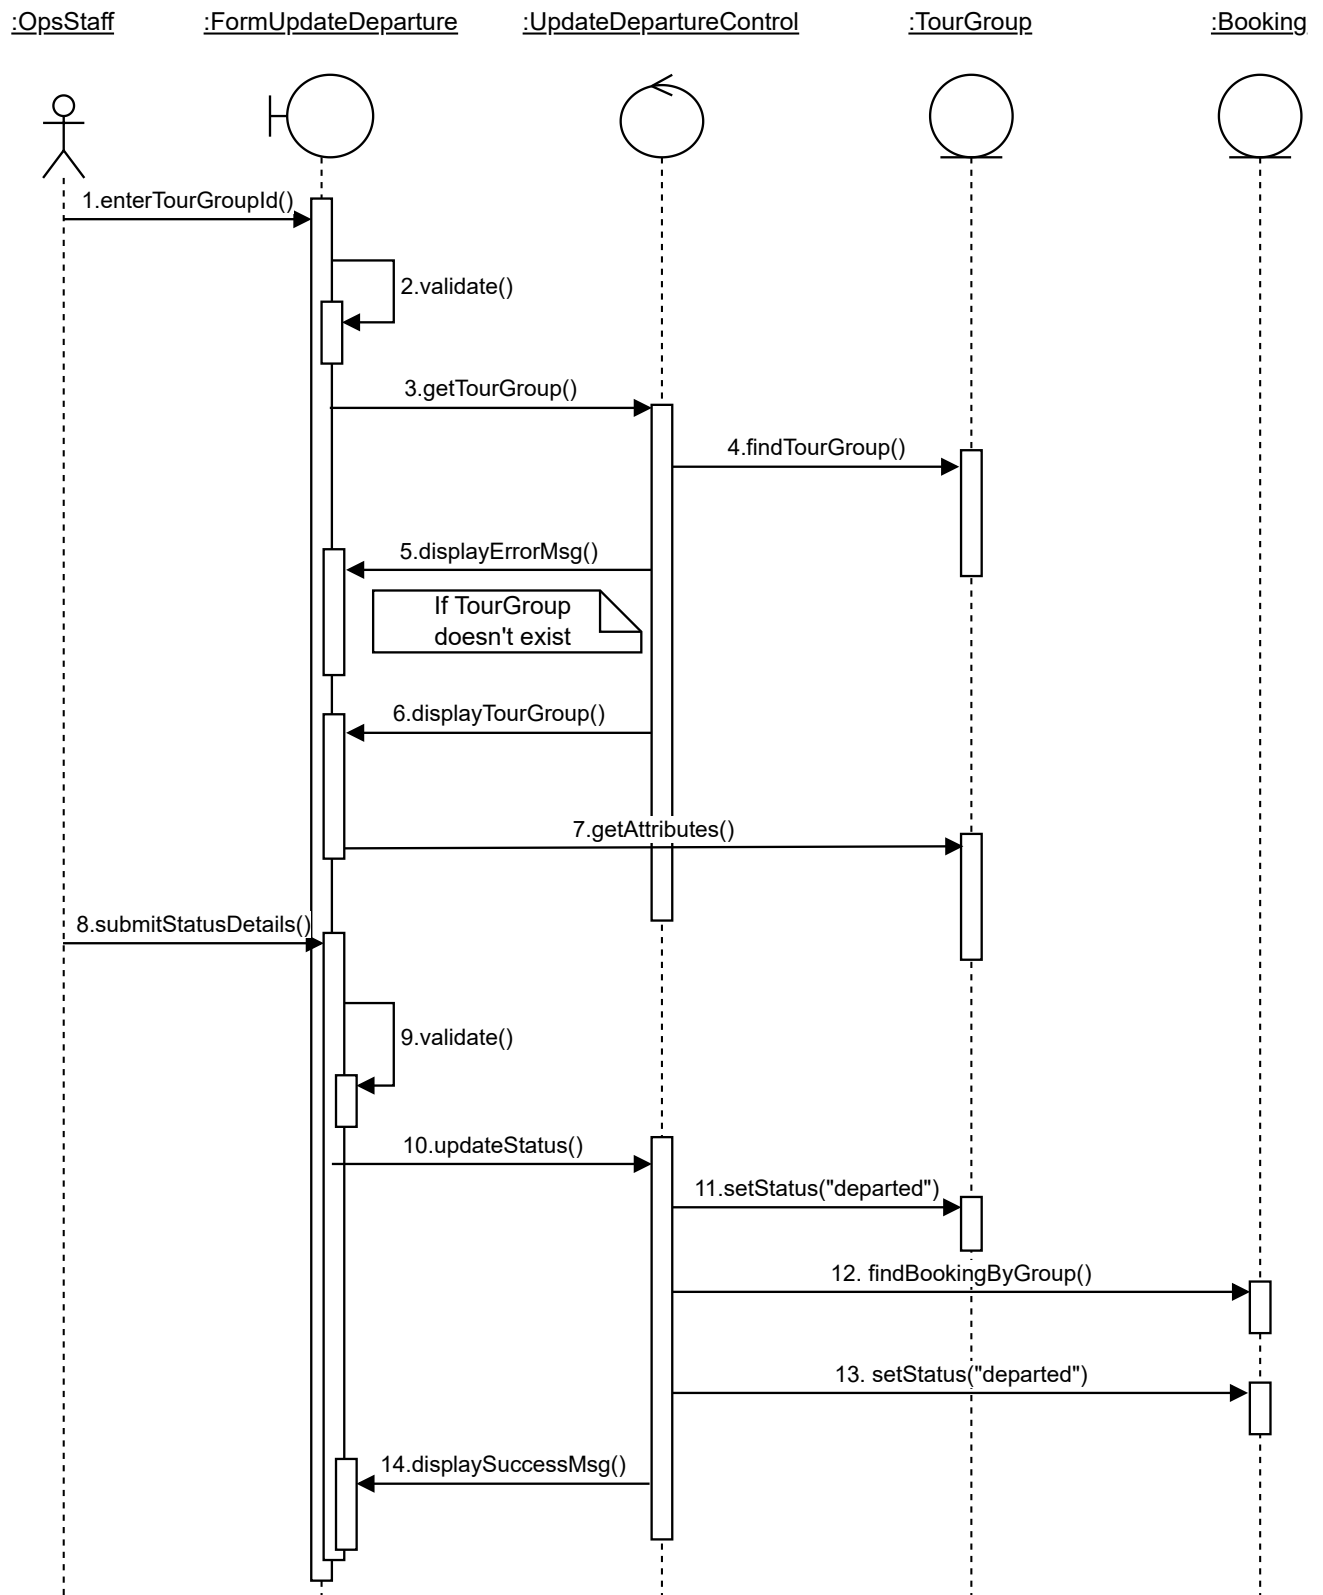 :OpsStaff
:FormUpdateDeparture
:UpdateDepartureControl
:TourGroup
:Booking
1.enterTourGroupId()
2.validate()
3.getTourGroup()
4.findTourGroup()
5.displayErrorMsg()
If TourGroup
doesn't exist
6.displayTourGroup()
7.getAttributes()
8.submitStatusDetails()
9.validate()
10.updateStatus()
11.setStatus("departed")
12. findBookingByGroup()
13. setStatus("departed")
14.displaySuccessMsg()